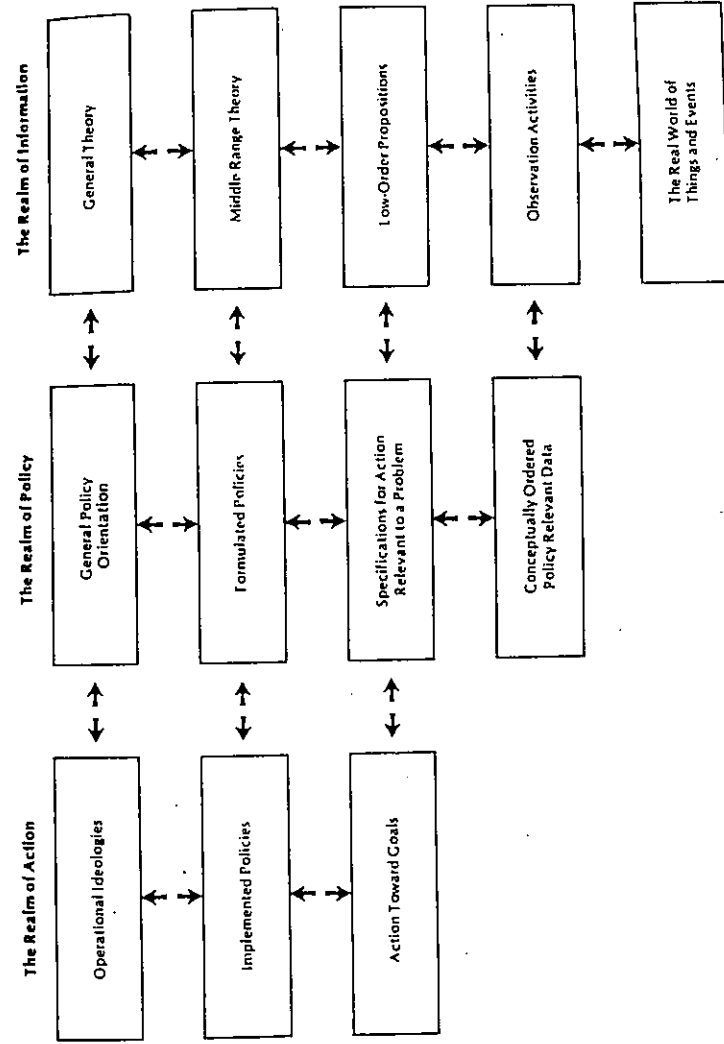 The Realm of Action
The Realm of Policy
The Realm of Information
Operational Ideologies
General Policy
Orientation
General Theory
Implemented Policies
Formulated Policies
Middle-Range Theory
Action Toward Goals
Specifications for Action
Relevant to a Problem
Low-Order Propositions
Conceptually Ordered
Policy Relevant Data
Observation Activities
The Real World of
Things and Events